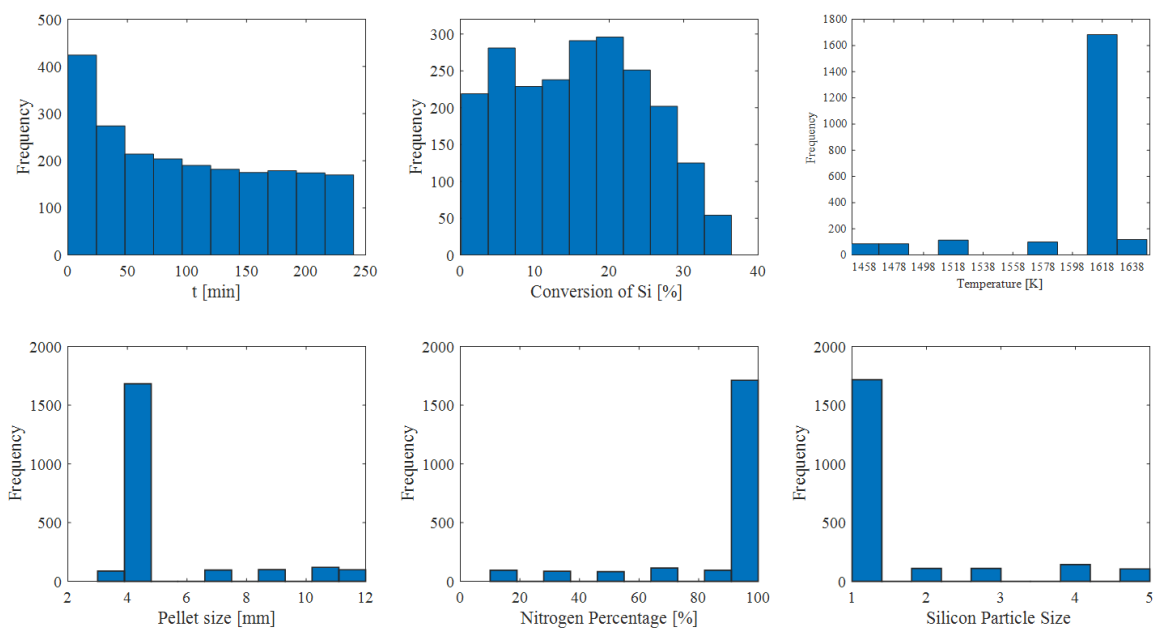 500
400
300
200
100
0
Frequency
0 50 100 150 200 250
t [min]
300
250
200
150
100
50
0
Frequency
0 10 20 30 40
Conversion of Si [%]
1800
1600
1400
1200
1000
800
600
400
200
0
Frequency
1458 1478 1498 1518 1538 1558 1578 1598 1618 1638
Temperature [K]
2000
1500
1000
500
0
Frequency
2 4 6 8 10 12
Pellet size [mm]
2000
1500
1000
500
0
Frequency
0 20 40 60 80 100
Nitrogen Percentage [%]
2000
1500
1000
500
0
Frequency
1 2 3 4 5
Silicon Particle Size